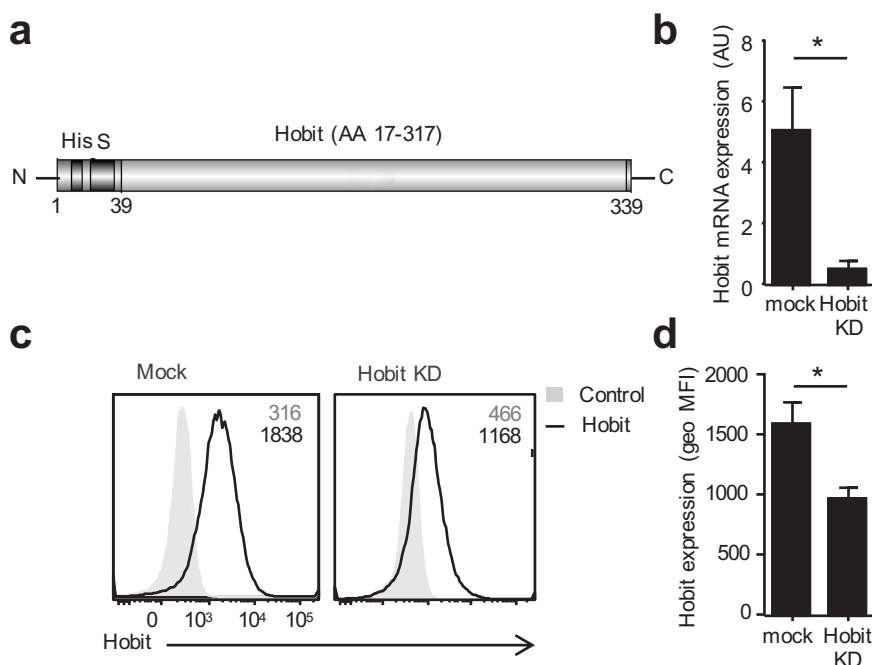 a
His S
Hobit (AA 17-317)
N
C
1
39
339
b
Hobit mRNA expression (AU)
8
6
4
2
0
*
mock
Hobit
KD
c
Mock
Hobit KD
316
1838
466
1168
Control
Hobit
0 10³ 10⁴ 10⁵
Hobit
d
Hobit expression (geo MFI)
2000
1500
1000
500
0
*
mock
Hobit
KD